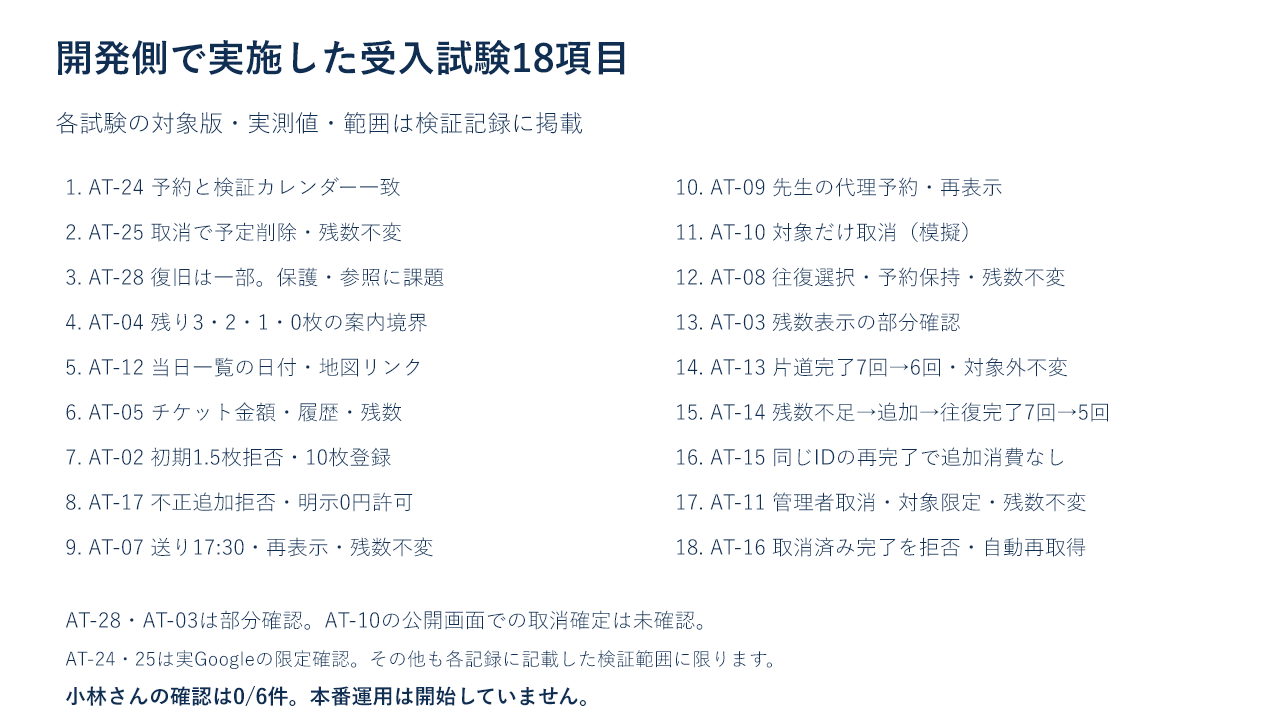 開発側で実施した受入試験18項目
各試験の対象版・実測値・範囲は検証記録に掲載
1. AT-24 予約と検証カレンダー一致
2. AT-25 取消で予定削除・残数不変
3. AT-28 復旧は一部。保護・参照に課題
4. AT-04 残り3・2・1・0枚の案内境界
5. AT-12 当日一覧の日付・地図リンク
6. AT-05 チケット金額・履歴・残数
7. AT-02 初期1.5枚拒否・10枚登録
8. AT-17 不正追加拒否・明示0円許可
9. AT-07 送り17:30・再表示・残数不変
10. AT-09 先生の代理予約・再表示
11. AT-10 対象だけ取消（模擬）
12. AT-08 往復選択・予約保持・残数不変
13. AT-03 残数表示の部分確認
14. AT-13 片道完了7回→6回・対象外不変
15. AT-14 残数不足→追加→往復完了7回→5回
16. AT-15 同じIDの再完了で追加消費なし
17. AT-11 管理者取消・対象限定・残数不変
18. AT-16 取消済み完了を拒否・自動再取得
AT-28・AT-03は部分確認。AT-10の公開画面での取消確定は未確認。
AT-24・25は実Googleの限定確認。その他も各記録に記載した検証範囲に限ります。
小林さんの確認は0/6件。本番運用は開始していません。